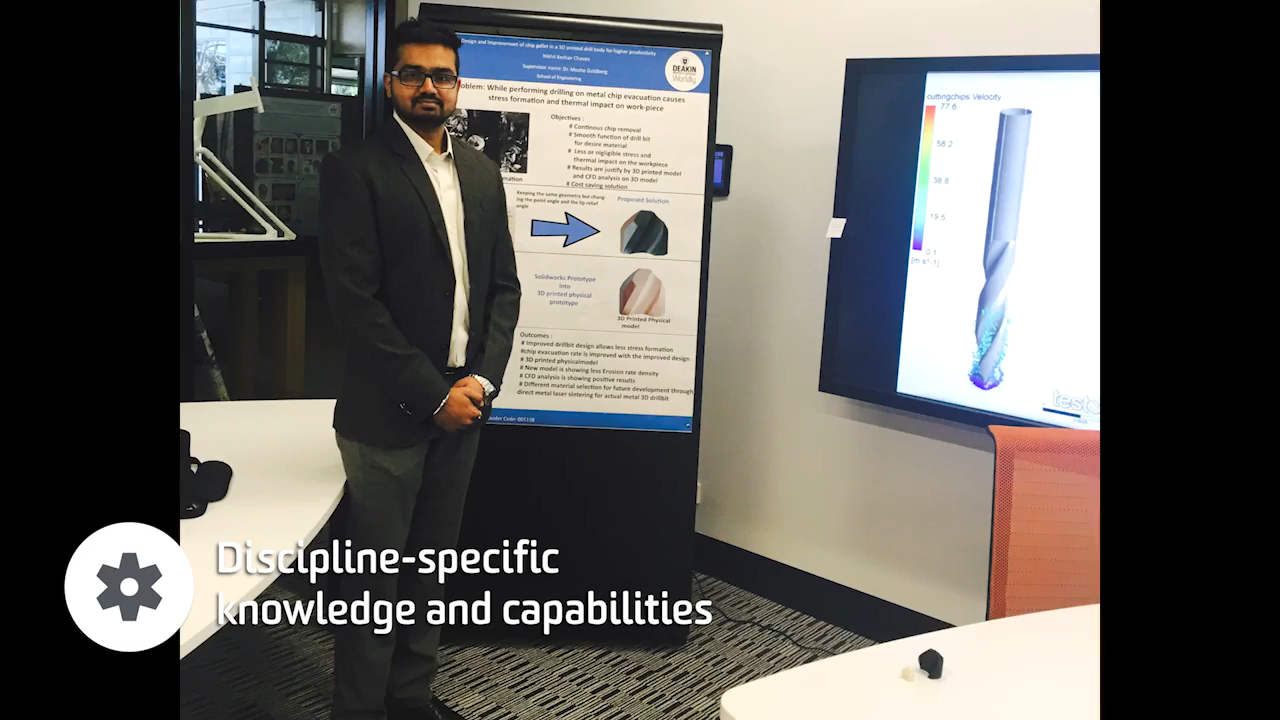 Design and Improvement of chip gullet in a 3D printed drill body for higher productivity
Nikhil Keshav Chavas
Supervisor name: Dr. Moshe Goldberg
School of Engineering
DEAKIN
Worldly
Problem: While performing drilling on metal chip evacuation causes
stress formation and thermal impact on work-piece
Objectives :
# Continous chip removal
# Smooth function of drill bit
for desire material
# Less or nigligible stress and
thermal impact on the workpiece
# Results are justify by 3D printed model
and CFD analysis on 3D model
# Cost saving solution
Keeping the same geometry but chang
ing the point angle and the lip relief
angle
Proposed Solution
Solidworks Prototype
into
3D printed physical
prototype
3D Printed Physical
model
Outcomes :
# Improved drillbit design allows less stress formation
#chip evacuation rate is improved with the improved design
# 3D printed physicalmodel
# New model is showing less Erosion rate density
# CFD analysis is showing positive results
# Different material selection for future development through
direct metal laser sintering for actual metal 3D drillbit
cuttingchips Velocity
77.6
58.2
38.8
19.5
0.1
[m s^-1]
Discipline-specific
knowledge and capabilities